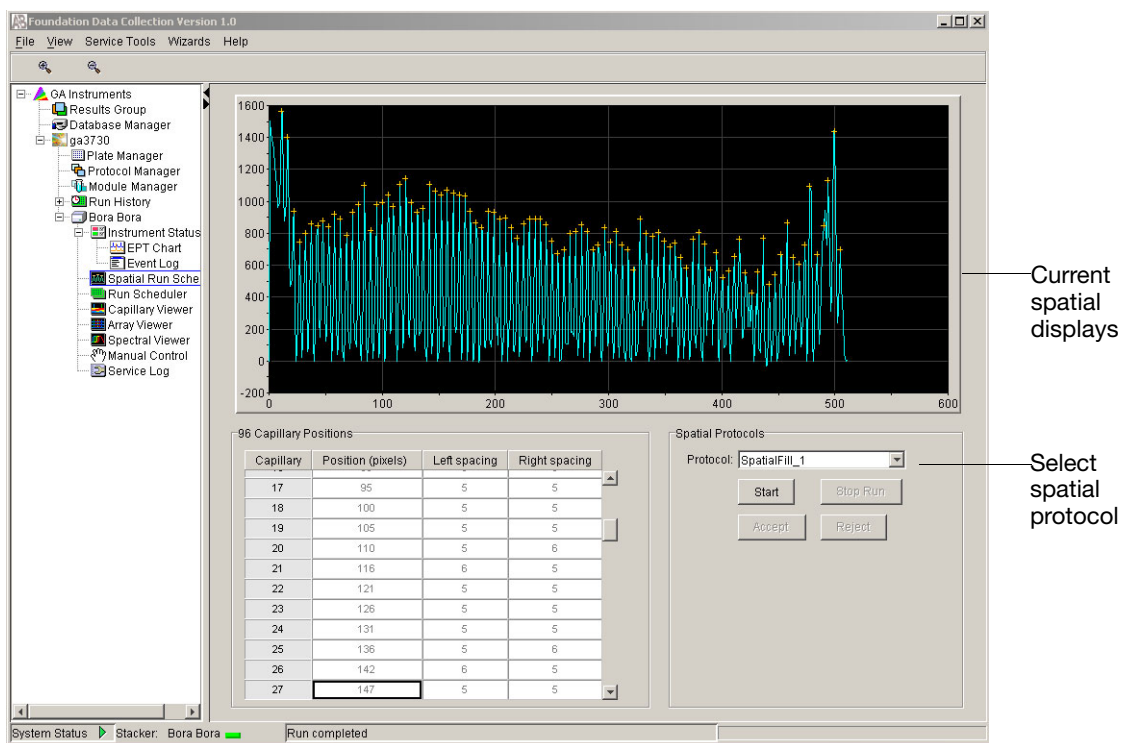 Foundation Data Collection Version 1.0
File View Service Tools Wizards Help
GA Instruments
Results Group
Database Manager
ga3730
Plate Manager
Protocol Manager
Module Manager
Run History
Bora Bora
Instrument Status
EPT Chart
Event Log
Spatial Run Sche
Run Scheduler
Capillary Viewer
Array Viewer
Spectral Viewer
Manual Control
Service Log
1600
1400
1200
1000
800
600
400
200
0
-200
0 100 200 300 400 500 600
Current
spatial
displays
96 Capillary Positions
Capillary Position (pixels) Left spacing Right spacing
17 95 5 5
18 100 5 5
19 105 5 5
20 110 5 6
21 116 6 5
22 121 5 5
23 126 5 5
24 131 5 5
25 136 5 6
26 142 6 5
27 147 5 5
Spatial Protocols
Protocol: SpatialFill_1
Start Stop Run
Accept Reject
Select
spatial
protocol
System Status Stacker: Bora Bora Run completed